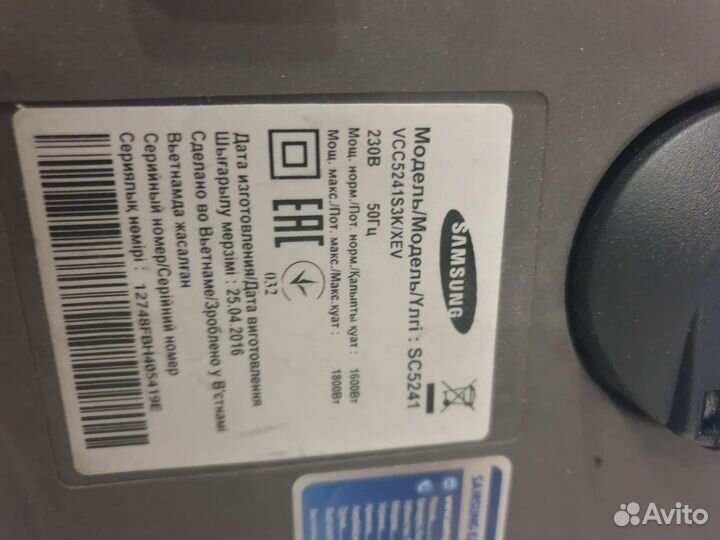 SAMSUNG
Модель/Модель/Үлгі : SC5241
VCC5241S3K/XEV
230В 50Гц
Мощ. норм./Пот. норм./Қалыпты қуат : 1600Вт
Мощ. макс./Пот. макс./Макс.қуат : 1800Вт
EAC
032
Дата изготовления/Дата виготовлення
Шығарылу мерзімі : 25.04.2016
Сделано во Вьетнаме/Зроблено у В'єтнамі
Вьетнамда жасалған
Серийный номер/Серійний номер
Сериялық нөмірі : 12748FBH405419E
SAMSUNG
Avito